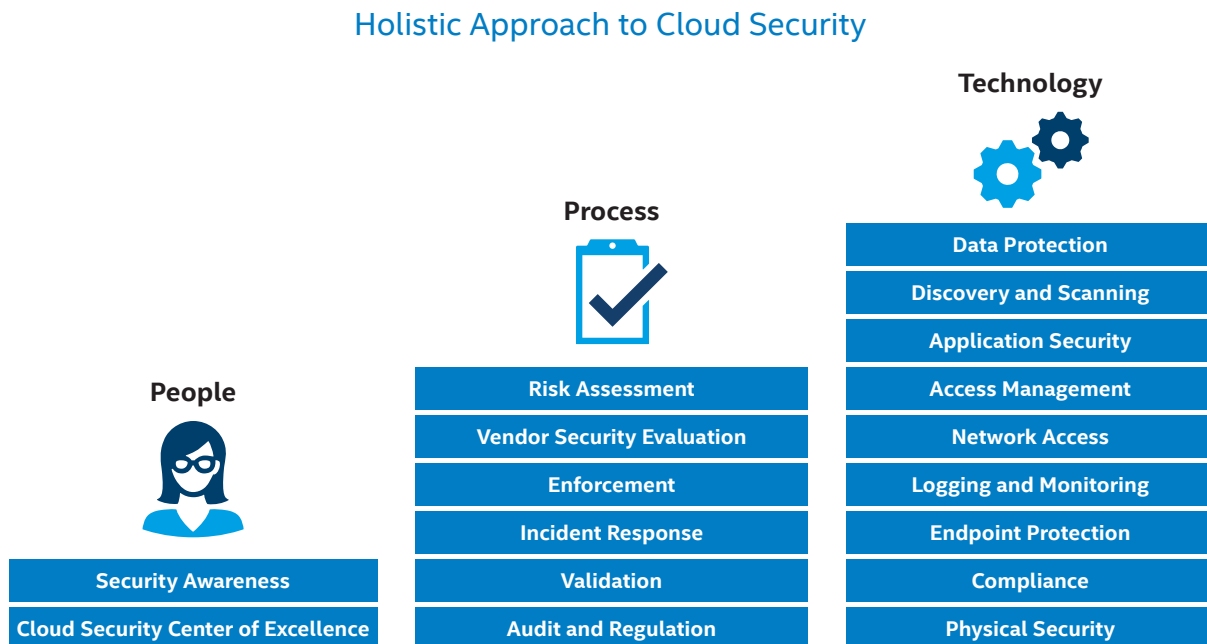 Holistic Approach to Cloud Security
People
Security Awareness
Cloud Security Center of Excellence
Process
Risk Assessment
Vendor Security Evaluation
Enforcement
Incident Response
Validation
Audit and Regulation
Technology
Data Protection
Discovery and Scanning
Application Security
Access Management
Network Access
Logging and Monitoring
Endpoint Protection
Compliance
Physical Security